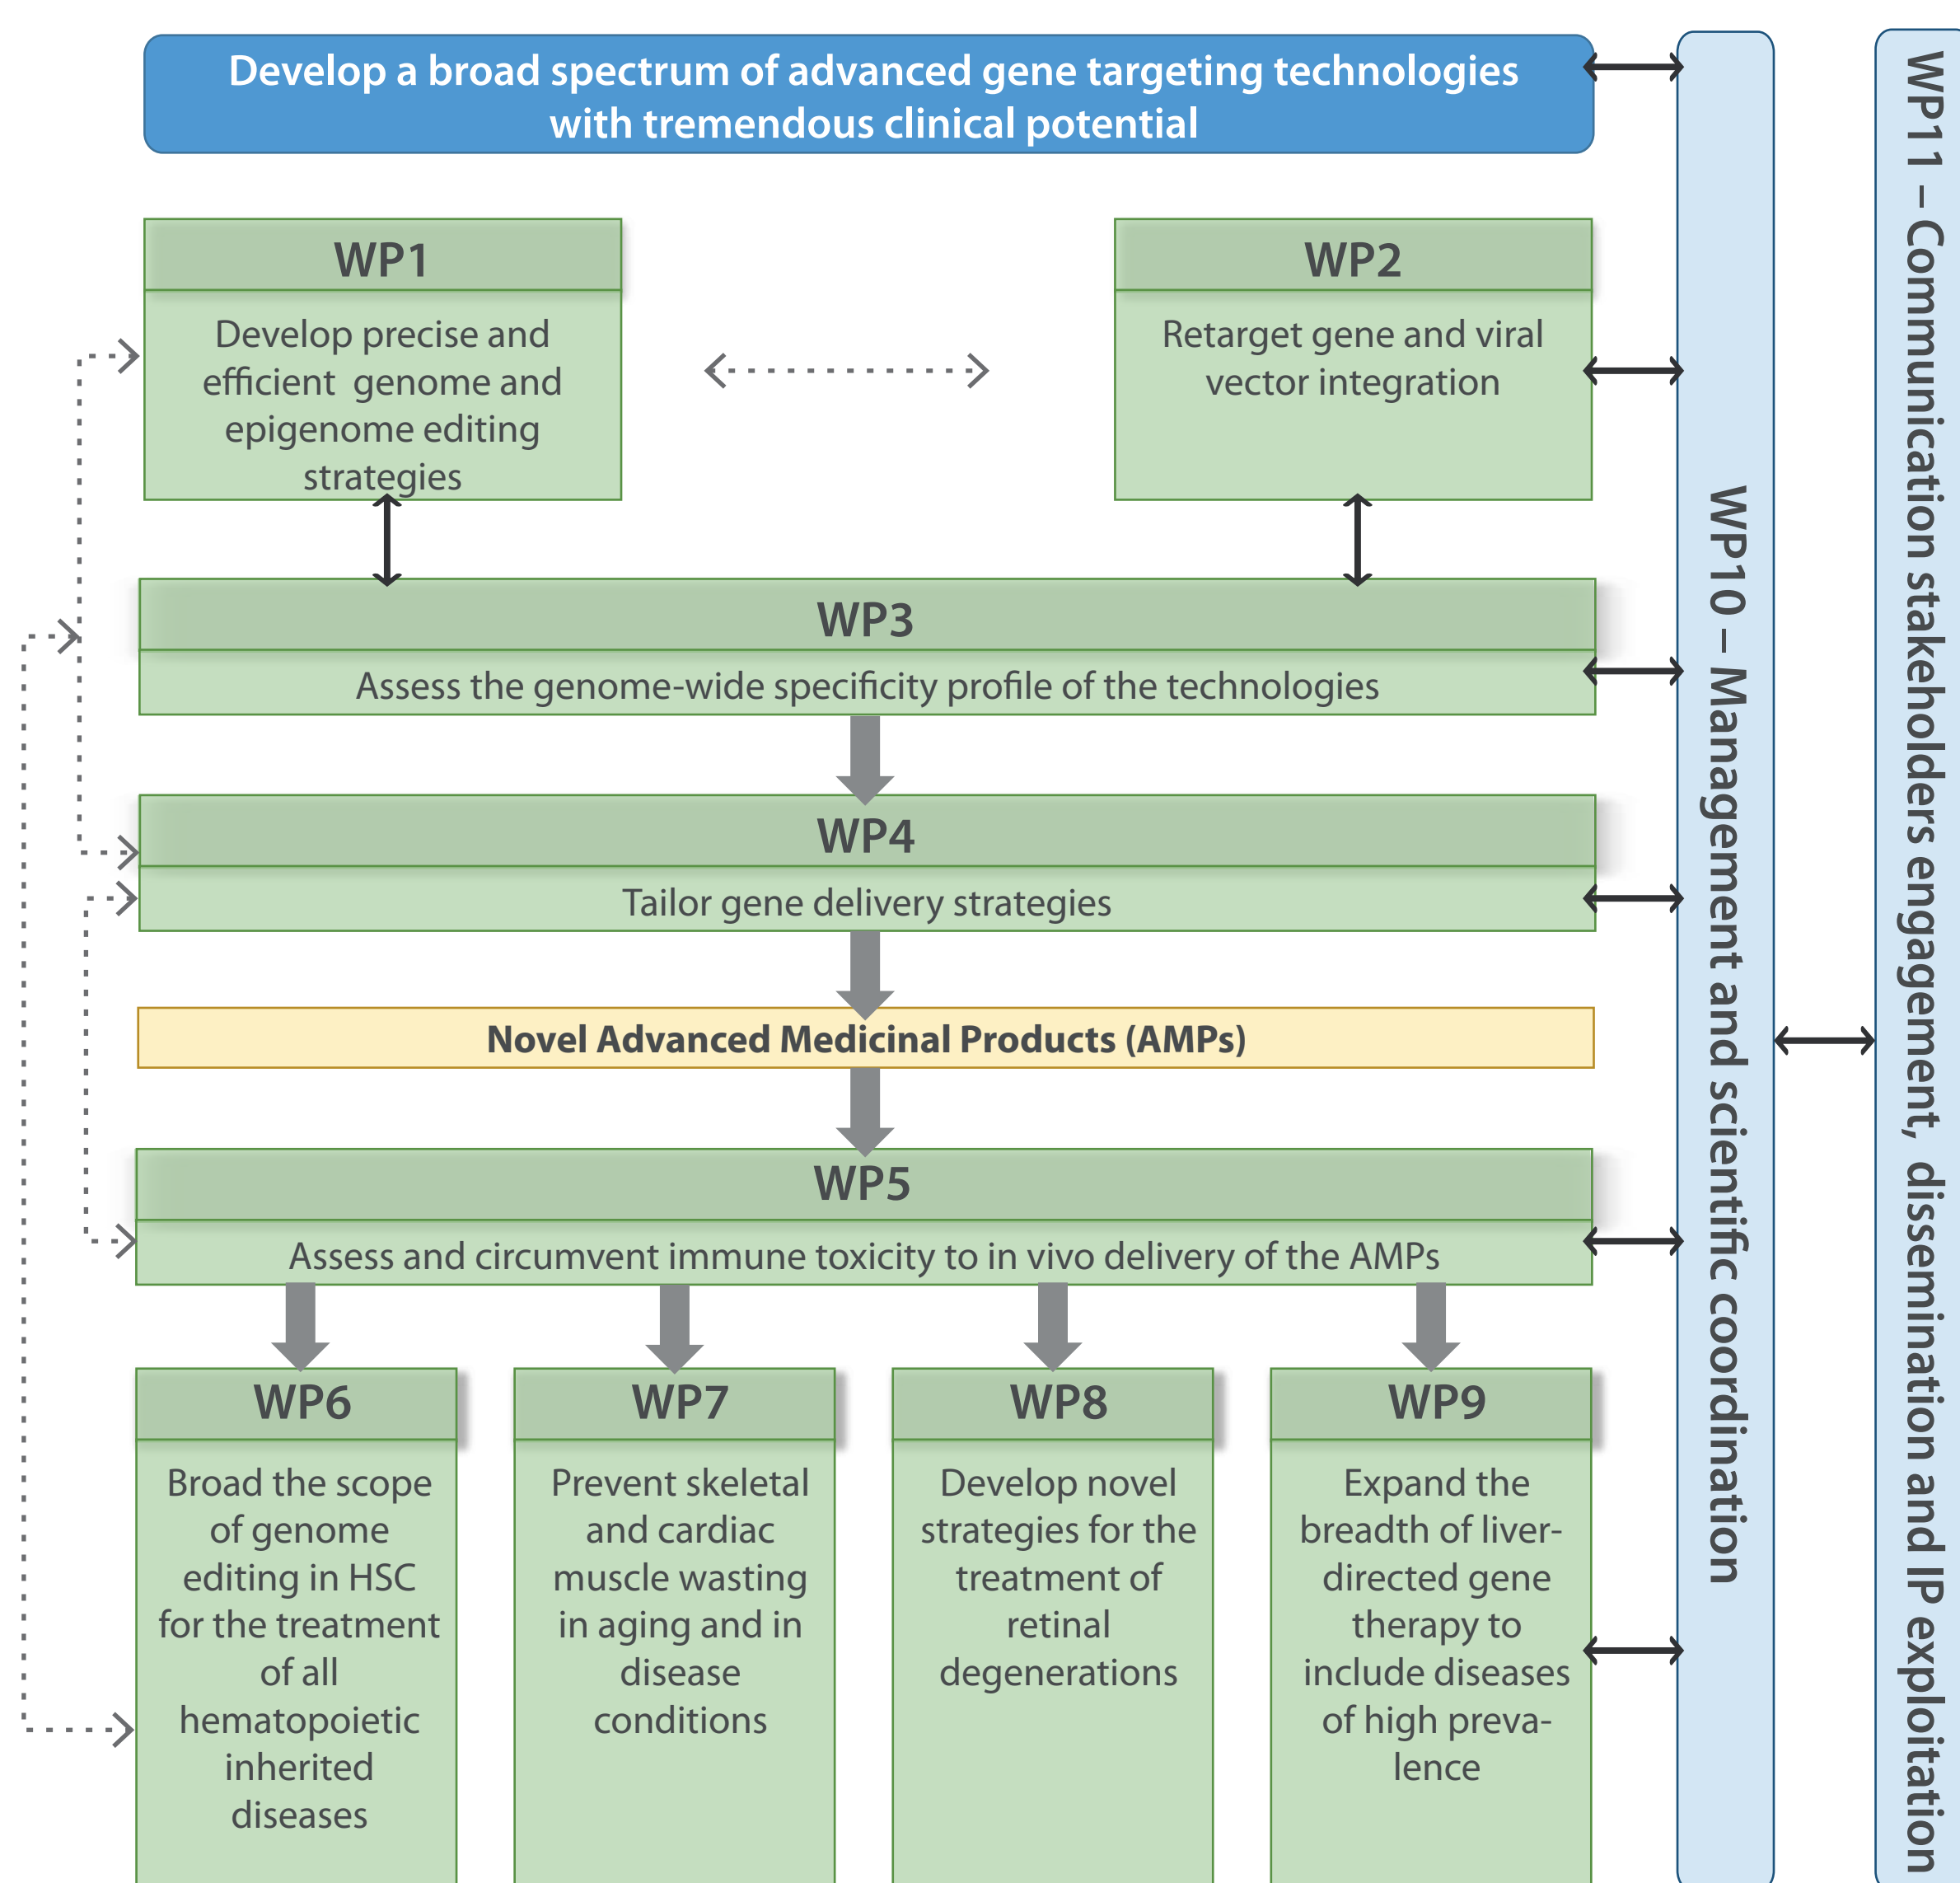 Develop a broad spectrum of advanced gene targeting technologies
with tremendous clinical potential
WP1
Develop precise and
efficient genome and
epigenome editing
strategies
WP2
Retarget gene and viral
vector integration
WP3
Assess the genome-wide specificity profile of the technologies
WP4
Tailor gene delivery strategies
Novel Advanced Medicinal Products (AMPs)
WP5
Assess and circumvent immune toxicity to in vivo delivery of the AMPs
WP6
Broad the scope
of genome
editing in HSC
for the treatment
of all
hematopoietic
inherited
diseases
WP7
Prevent skeletal
and cardiac
muscle wasting
in aging and in
disease
conditions
WP8
Develop novel
strategies for the
treatment of
retinal
degenerations
WP9
Expand the
breadth of liver-
directed gene
therapy to
include diseases
of high preva-
lence
WP10 – Management and scientific coordination
WP11 – Communication stakeholders engagement, dissemination and IP exploitation